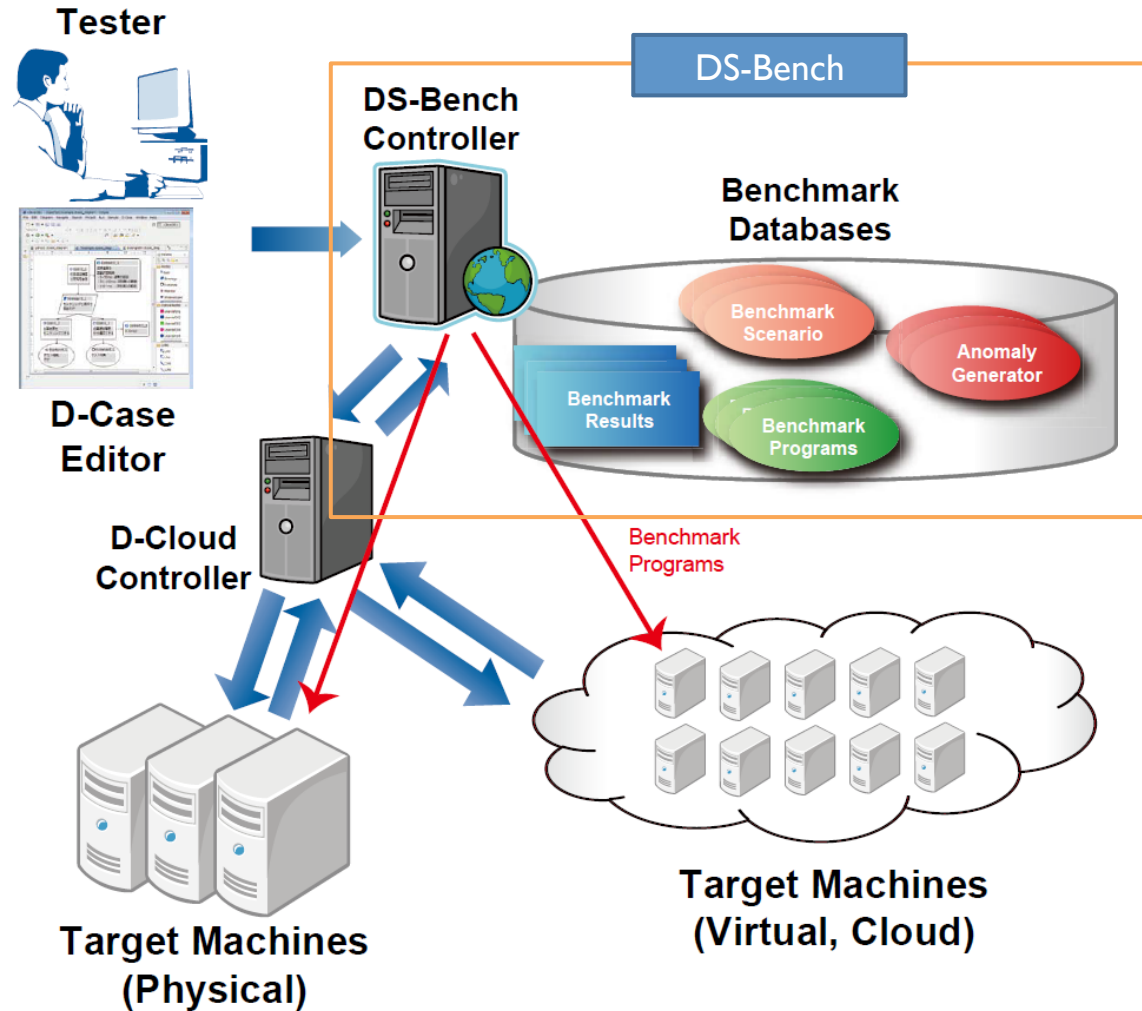 Tester
DS-Bench
DS-Bench
Controller
Benchmark
Databases
Benchmark
Scenario
Anomaly
Generator
Benchmark
Results
Benchmark
Programs
D-Case
Editor
D-Cloud
Controller
Benchmark
Programs
Target Machines
(Physical)
Target Machines
(Virtual, Cloud)